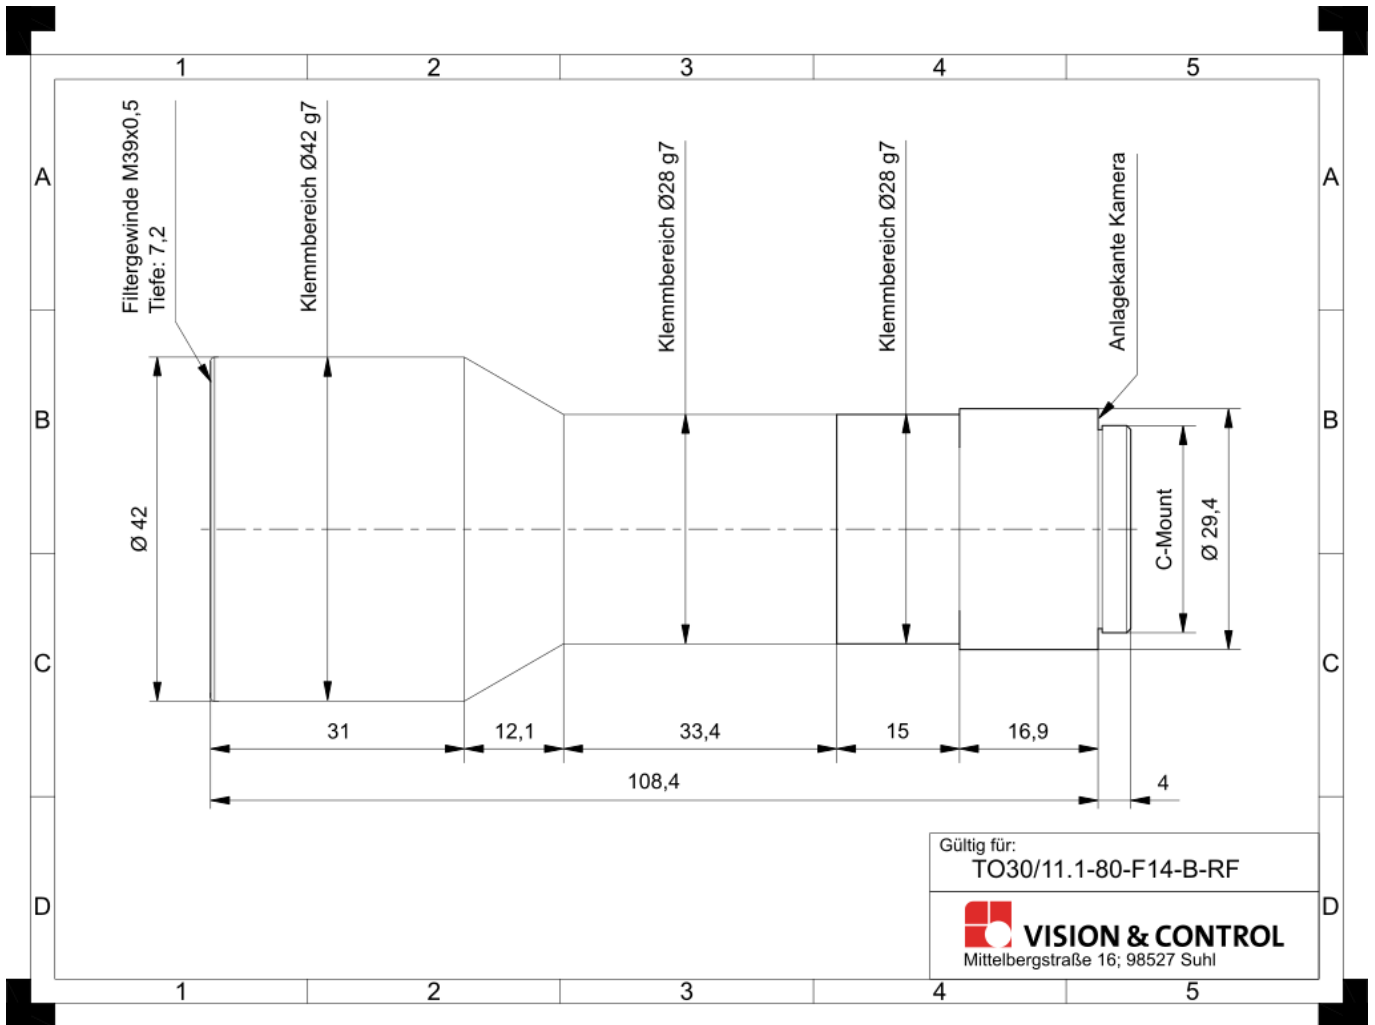 1 2 3 4 5
A
A
B
B
C
C
D
D
Filtergewinde M39x0,5
Tiefe: 7,2
Klemmbereich Ø42 g7
Klemmbereich Ø28 g7
Klemmbereich Ø28 g7
Anlagekante Kamera
Ø 42
C-Mount
Ø 29,4
31
12,1
33,4
15
16,9
108,4
4
Gültig für:
TO30/11.1-80-F14-B-RF
VISION & CONTROL
Mittelbergstraße 16; 98527 Suhl
1 2 3 4 5